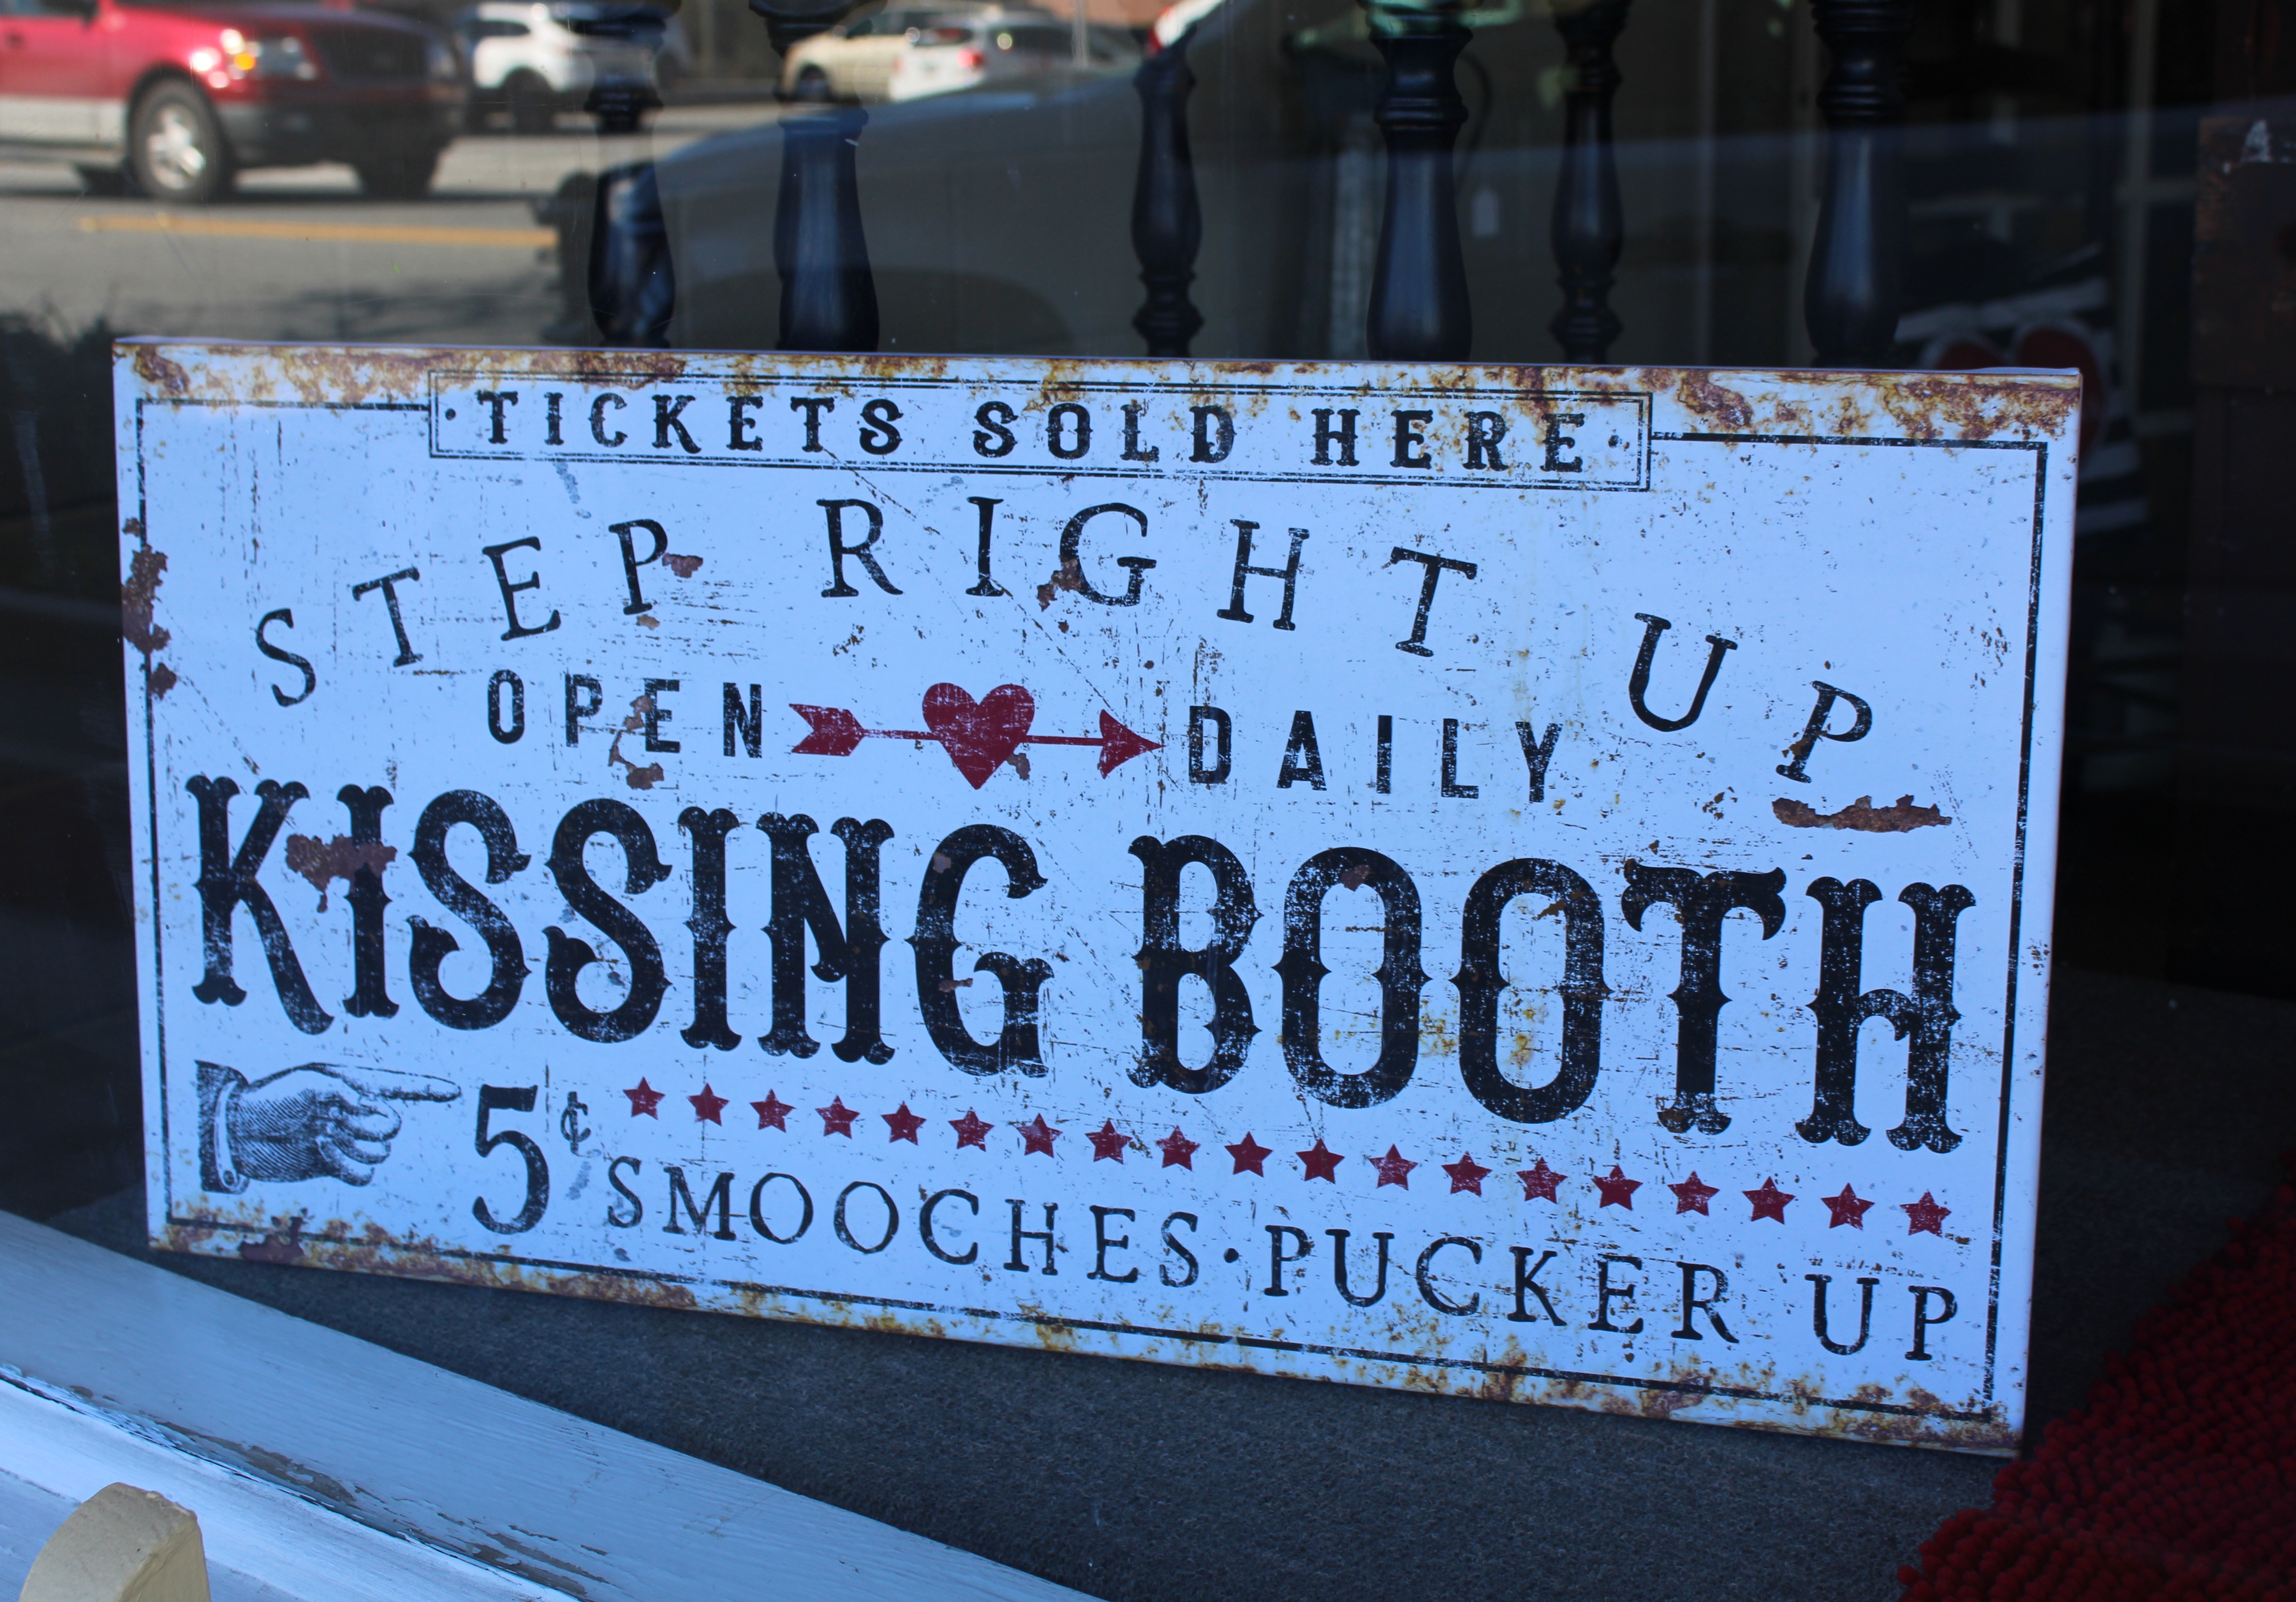 ·TICKETS SOLD HERE·
STEP RIGHT UP
OPEN DAILY
KISSING BOOTH
5¢ SMOOCHES·PUCKER UP